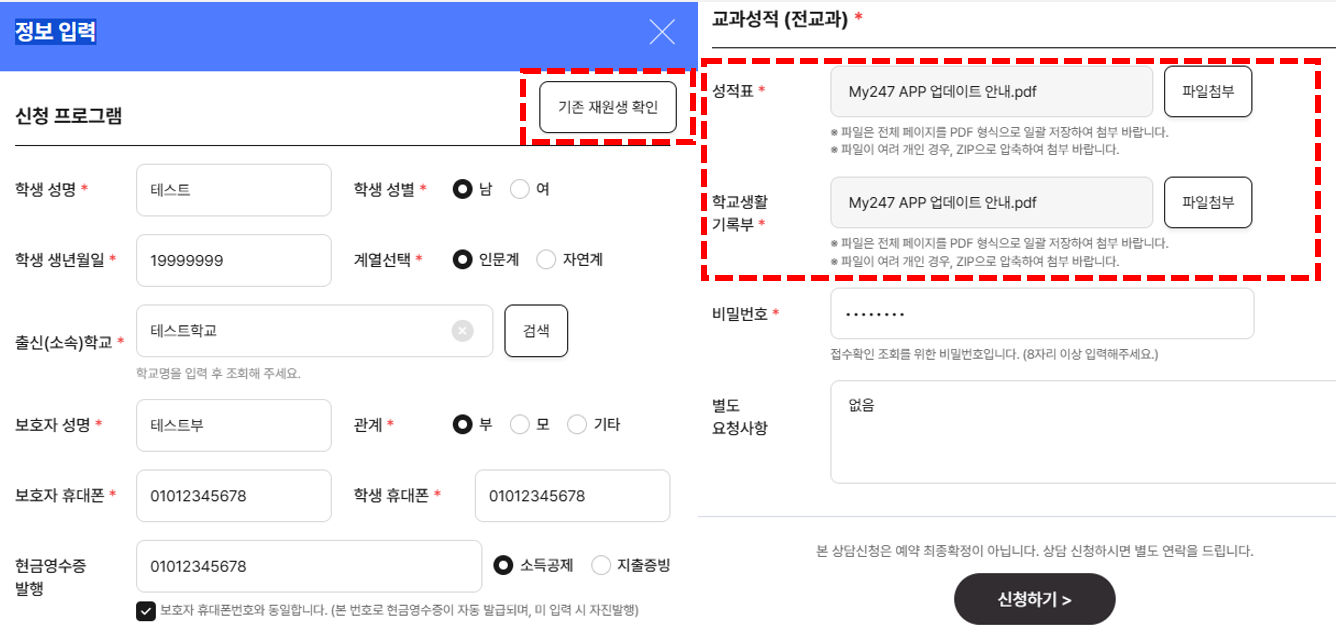 정보 입력
신청 프로그램
기존 재원생 확인
학생 성명 *
테스트
학생 성별 *
남
여
학생 생년월일 *
19999999
계열선택 *
인문계
자연계
출신(소속)학교 *
테스트학교
검색
학교명을 입력 후 조회해 주세요.
보호자 성명 *
테스트부
관계 *
부
모
기타
보호자 휴대폰 *
01012345678
학생 휴대폰 *
01012345678
현금영수증
발행
01012345678
소득공제
지출증빙
보호자 휴대폰번호와 동일합니다. (본 번호로 현금영수증이 자동 발급되며, 미 입력 시 자진발행)
교과성적 (전교과) *
성적표 *
My247 APP 업데이트 안내.pdf
파일첨부
※ 파일은 전체 페이지를 PDF 형식으로 일괄 저장하여 첨부 바랍니다.
※ 파일이 여러 개인 경우, ZIP으로 압축하여 첨부 바랍니다.
학교생활
기록부 *
My247 APP 업데이트 안내.pdf
파일첨부
※ 파일은 전체 페이지를 PDF 형식으로 일괄 저장하여 첨부 바랍니다.
※ 파일이 여러 개인 경우, ZIP으로 압축하여 첨부 바랍니다.
비밀번호 *
••••••••
접수확인 조회를 위한 비밀번호입니다. (8자리 이상 입력해주세요.)
별도
요청사항
없음
본 상담신청은 예약 최종확정이 아닙니다. 상담 신청하시면 별도 연락을 드립니다.
신청하기 >